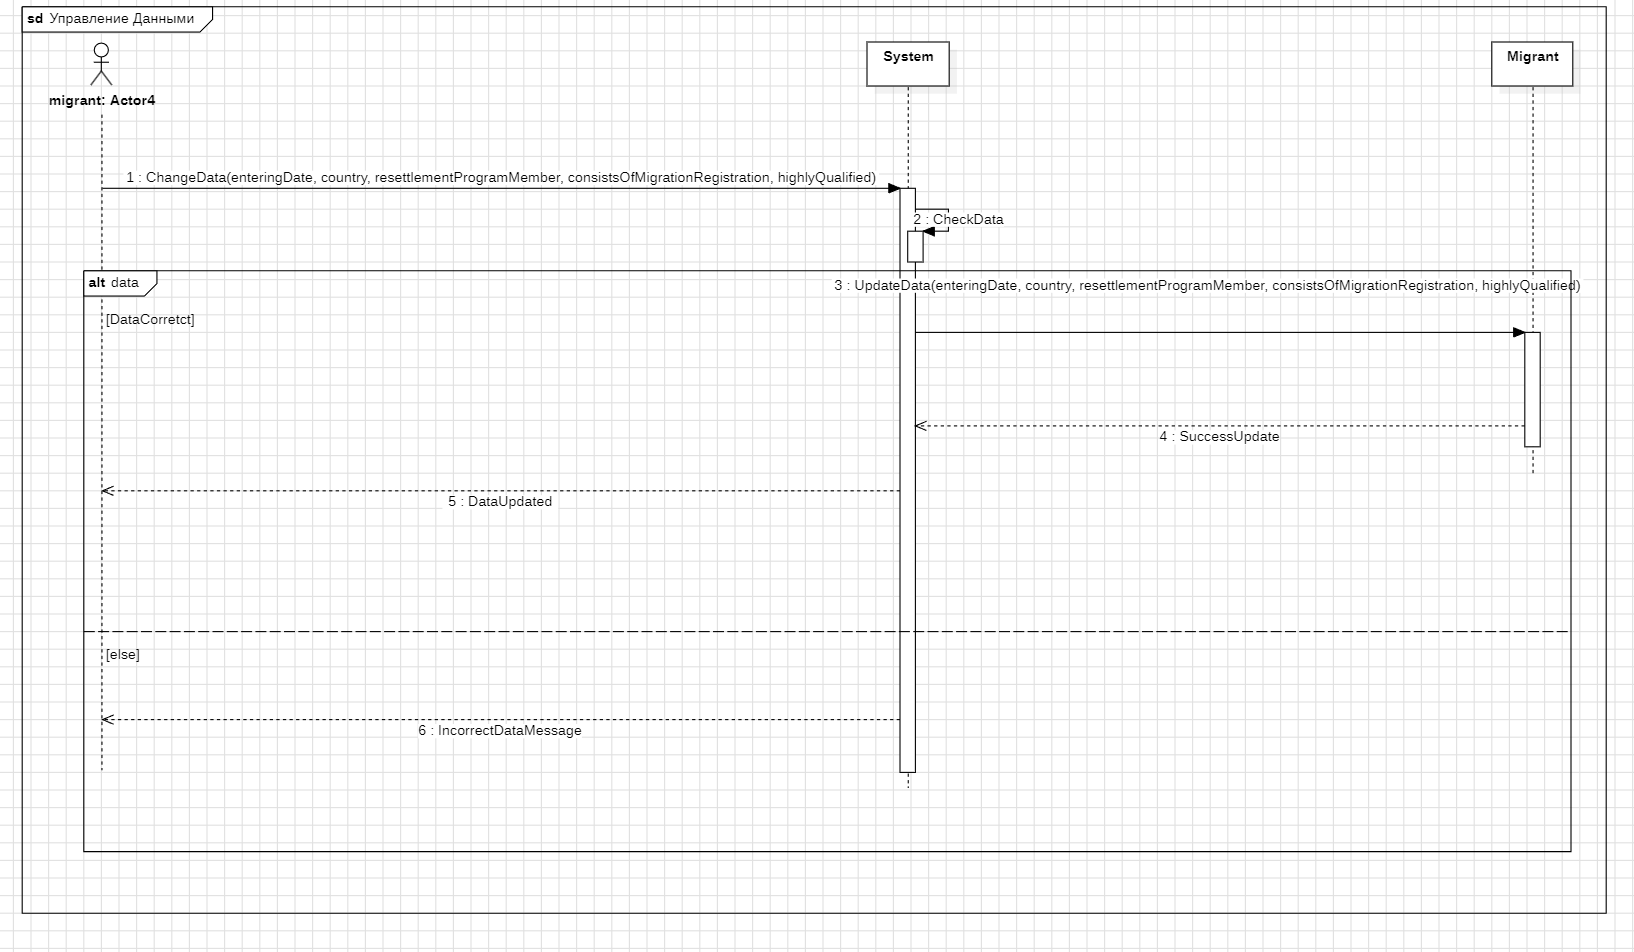 sd Управление Данными
System
Migrant
migrant: Actor4
1 : ChangeData(enteringDate, country, resettlementProgramMember, consistsOfMigrationRegistration, highlyQualified)
2 : CheckData
alt data
3 : UpdateData(enteringDate, country, resettlementProgramMember, consistsOfMigrationRegistration, highlyQualified)
[DataCorretct]
4 : SuccessUpdate
5 : DataUpdated
[else]
6 : IncorrectDataMessage